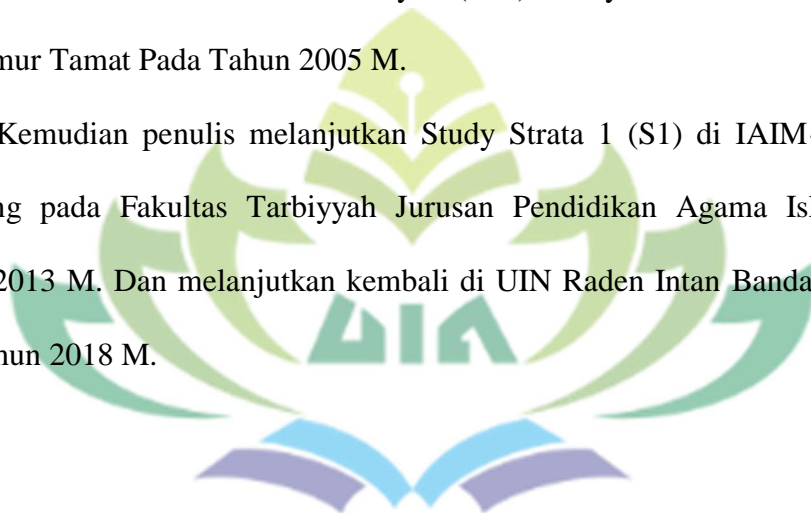 mur Tamat Pada Tahun 2005 M.
Kemudian penulis melanjutkan Study Strata 1 (S1) di IAIM
ng pada Fakultas Tarbiyyah Jurusan Pendidikan Agama Isl
2013 M. Dan melanjutkan kembali di UIN Raden Intan Banda
hun 2018 M.
UIN